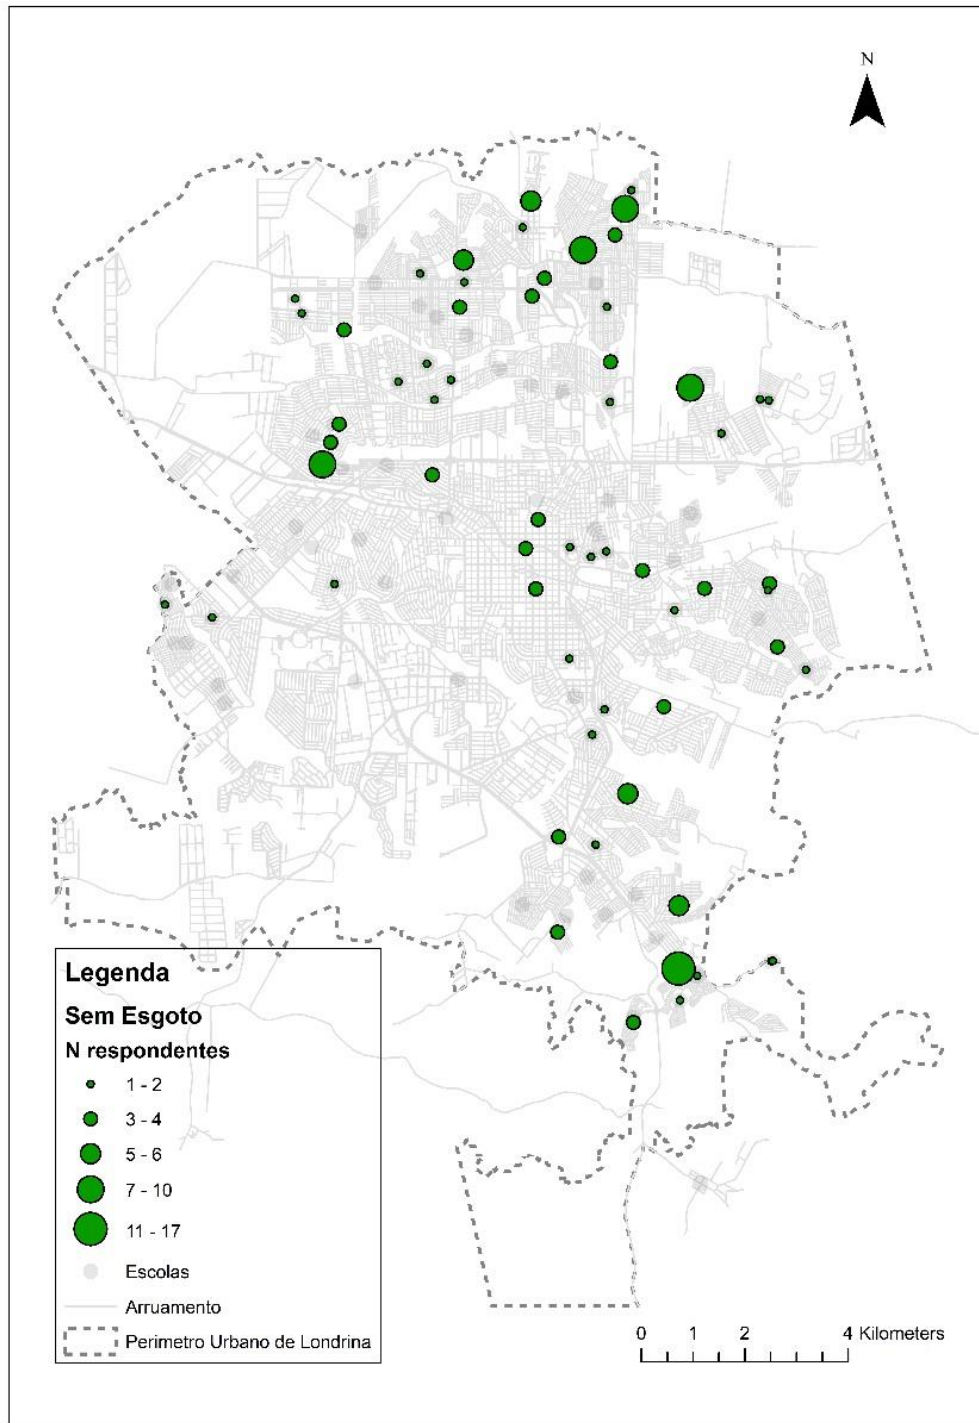 N
Legenda
Sem Esgoto
N respondentes
1 - 2
3 - 4
5 - 6
7 - 10
11 - 17
Escolas
Arruamento
Perimetro Urbano de Londrina
0 1 2 4 Kilometers